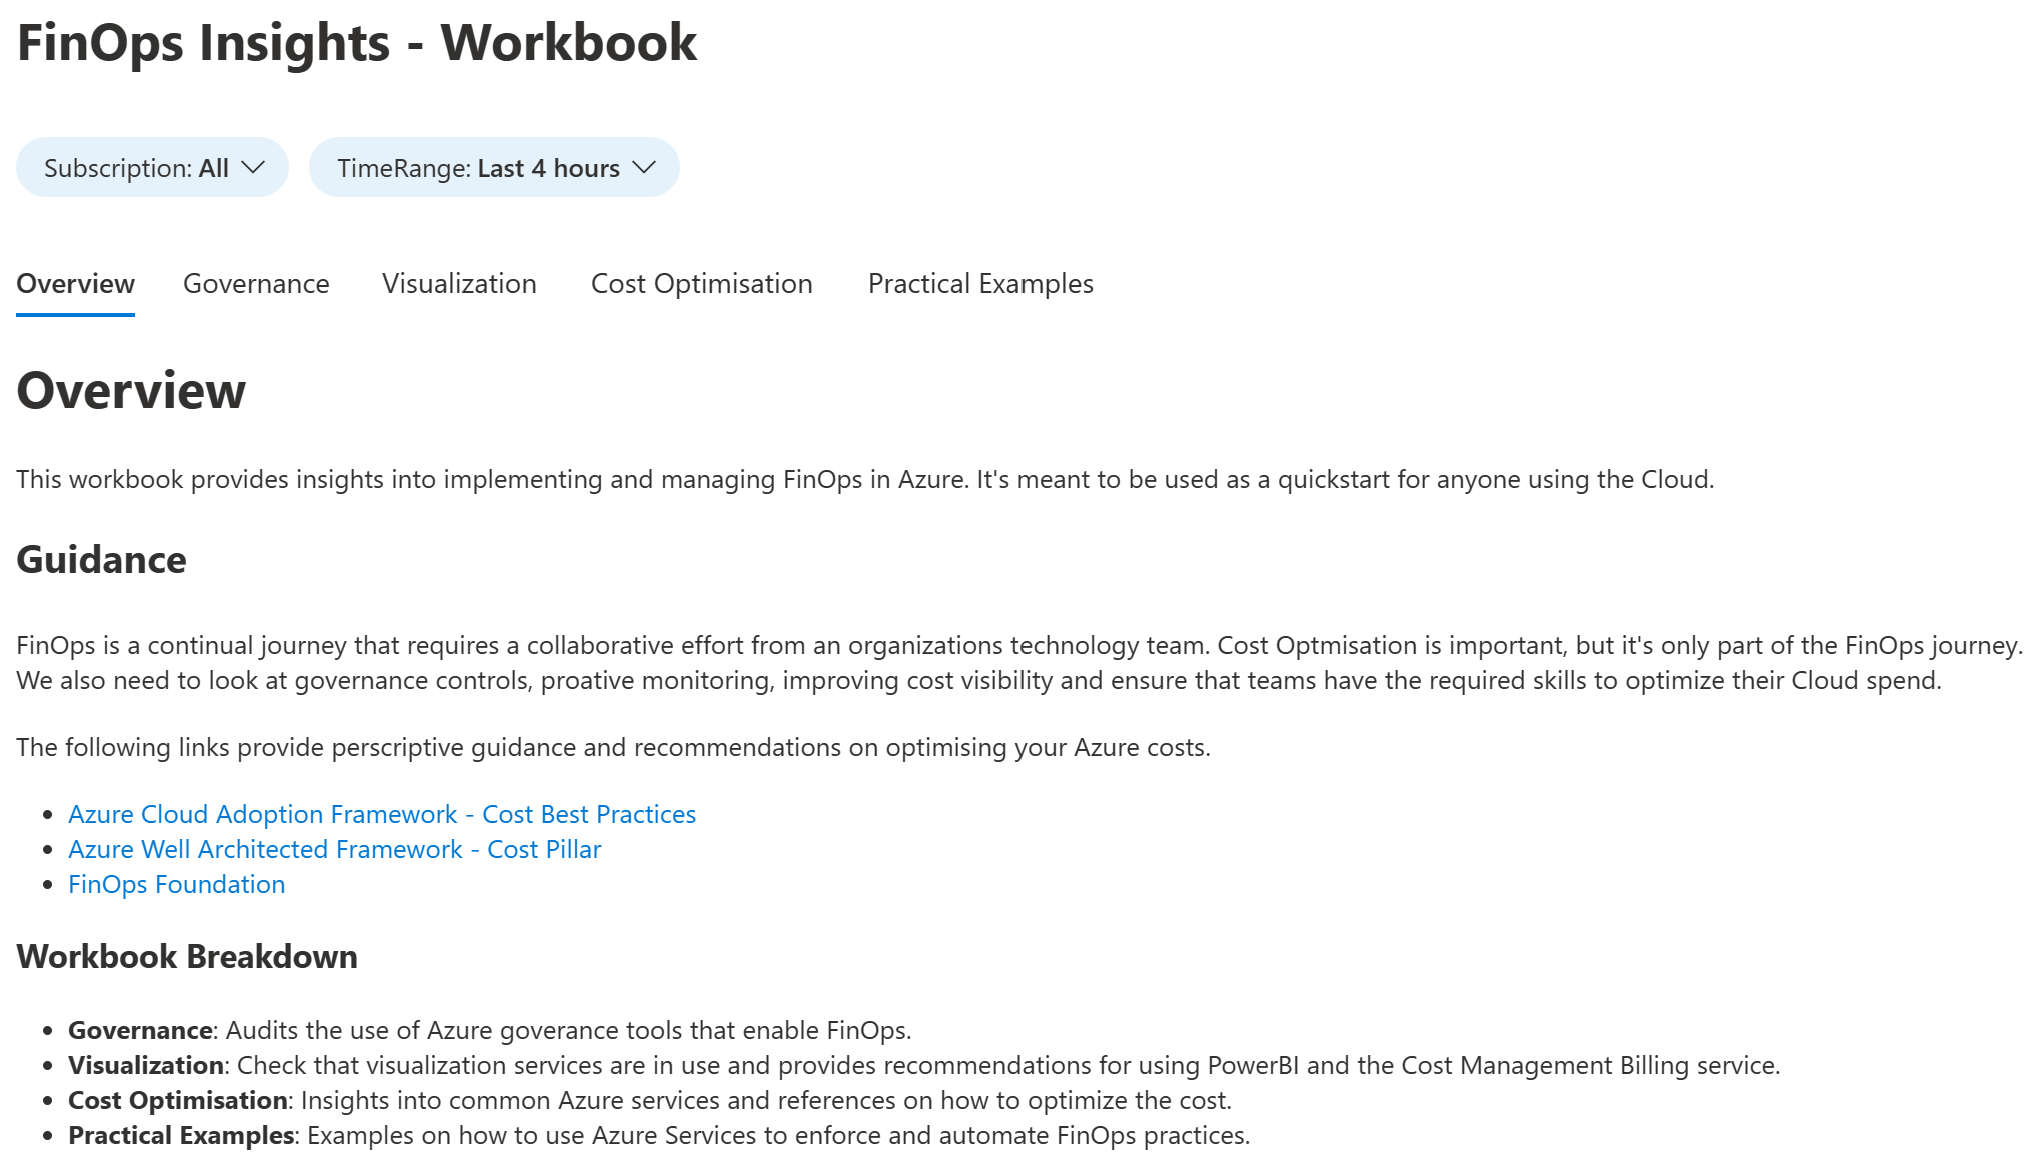 FinOps Insights - Workbook
Subscription: All
TimeRange: Last 4 hours
Overview
Governance
Visualization
Cost Optimisation
Practical Examples
Overview
This workbook provides insights into implementing and managing FinOps in Azure. It's meant to be used as a quickstart for anyone using the Cloud.
Guidance
FinOps is a continual journey that requires a collaborative effort from an organizations technology team. Cost Optmisation is important, but it's only part of the FinOps journey.
We also need to look at governance controls, proative monitoring, improving cost visibility and ensure that teams have the required skills to optimize their Cloud spend.
The following links provide perscriptive guidance and recommendations on optimising your Azure costs.
• Azure Cloud Adoption Framework - Cost Best Practices
• Azure Well Architected Framework - Cost Pillar
• FinOps Foundation
Workbook Breakdown
• Governance: Audits the use of Azure goverance tools that enable FinOps.
• Visualization: Check that visualization services are in use and provides recommendations for using PowerBI and the Cost Management Billing service.
• Cost Optimisation: Insights into common Azure services and references on how to optimize the cost.
• Practical Examples: Examples on how to use Azure Services to enforce and automate FinOps practices.